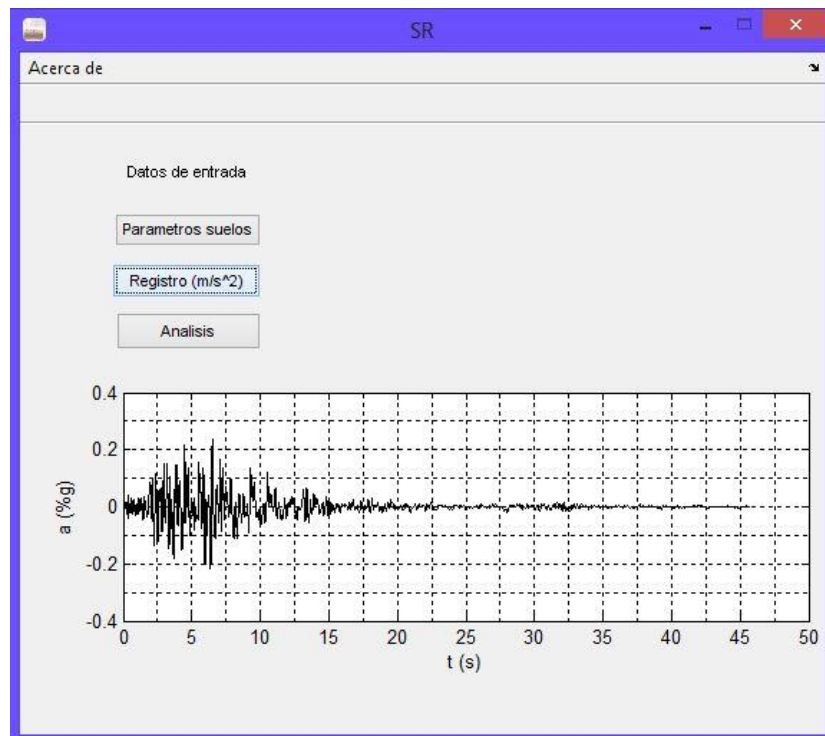 SR
Acerca de
Datos de entrada
Parametros suelos
Registro (m/s^2)
Analisis
0.4
0.2
0
-0.2
-0.4
a (%g)
0 5 10 15 20 25 30 35 40 45 50
t (s)